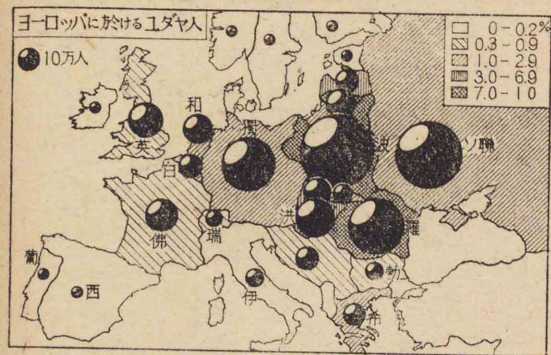 ヨーロッパに於けるユダヤ人
10万人
0-0.2%
0.3-0.9
1.0-2.9
3.0-6.9
7.0-10
英
和
白
獨
波
ソ聯
佛
瑞
洪
羅
葡
西
伊
勃
希